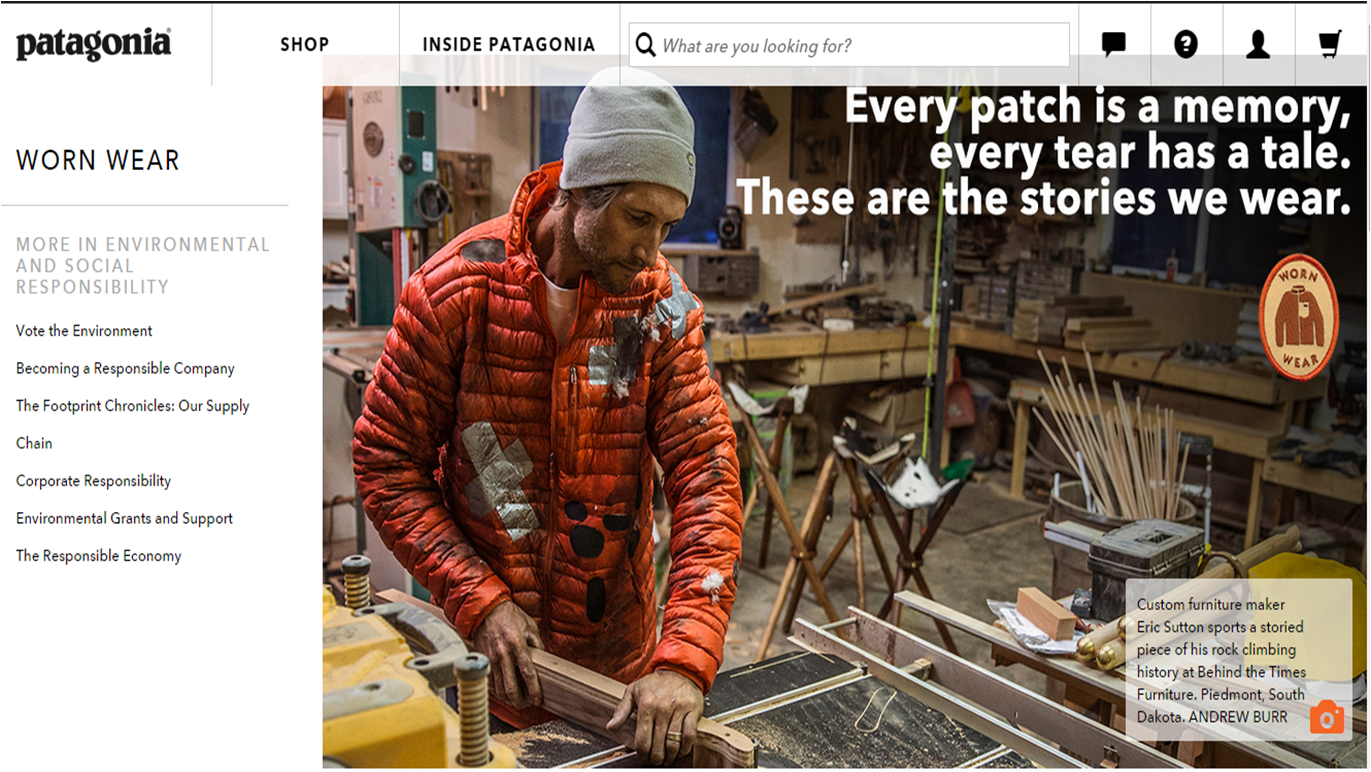 patagonia
SHOP
INSIDE PATAGONIA
What are you looking for?
WORN WEAR
MORE IN ENVIRONMENTAL
AND SOCIAL
RESPONSIBILITY
Vote the Environment
Becoming a Responsible Company
The Footprint Chronicles: Our Supply
Chain
Corporate Responsibility
Environmental Grants and Support
The Responsible Economy
Every patch is a memory,
every tear has a tale.
These are the stories we wear.
WORN
WEAR
Custom furniture maker
Eric Sutton sports a storied
piece of his rock climbing
history at Behind the Times
Furniture. Piedmont, South
Dakota. ANDREW BURR